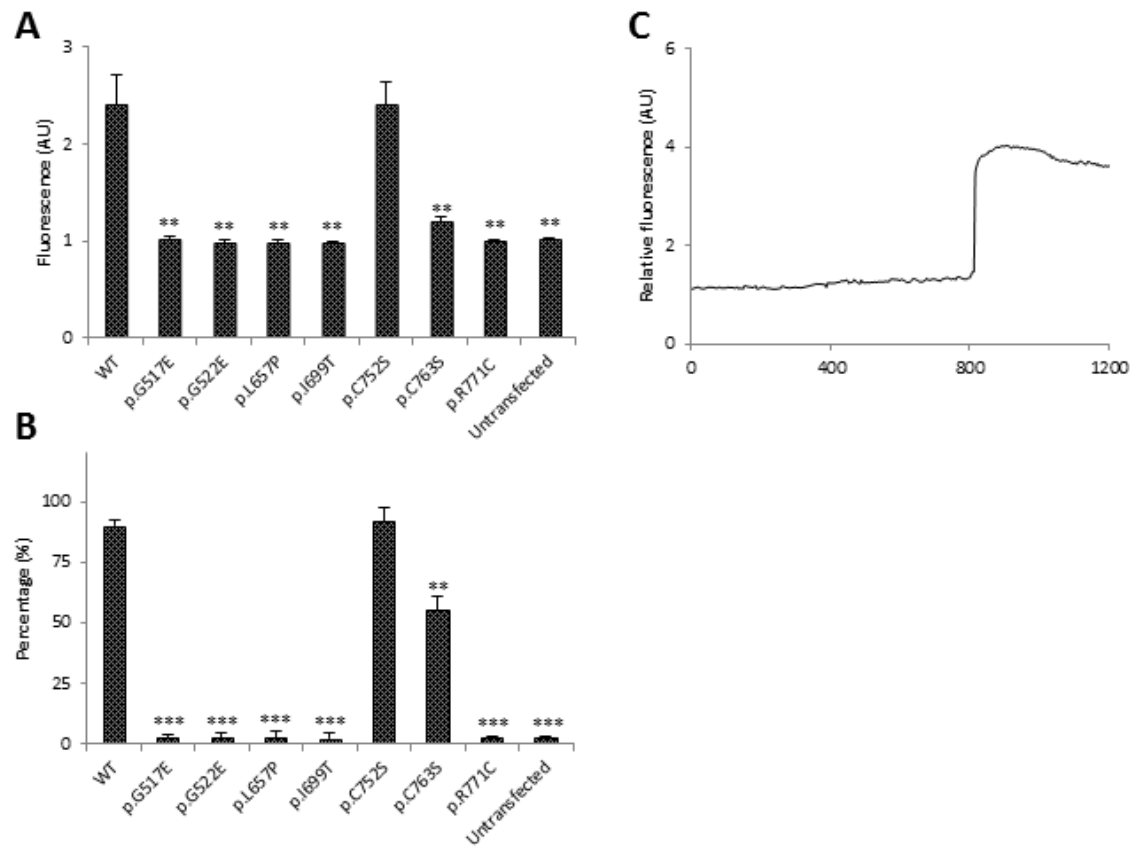 A
Fluorescence (AU)
3
2
1
0
** ** ** ** ** ** **
WT p.G517E p.G522E p.L657P p.I699T p.C752S p.C763S p.R771C Untransfected
B
Percentage (%)
100
75
50
25
0
*** *** *** *** ** *** ***
WT p.G517E p.G522E p.L657P p.I699T p.C752S p.C763S p.R771C Untransfected
C
Relative fluorescence (AU)
6
4
2
0
0 400 800 1200